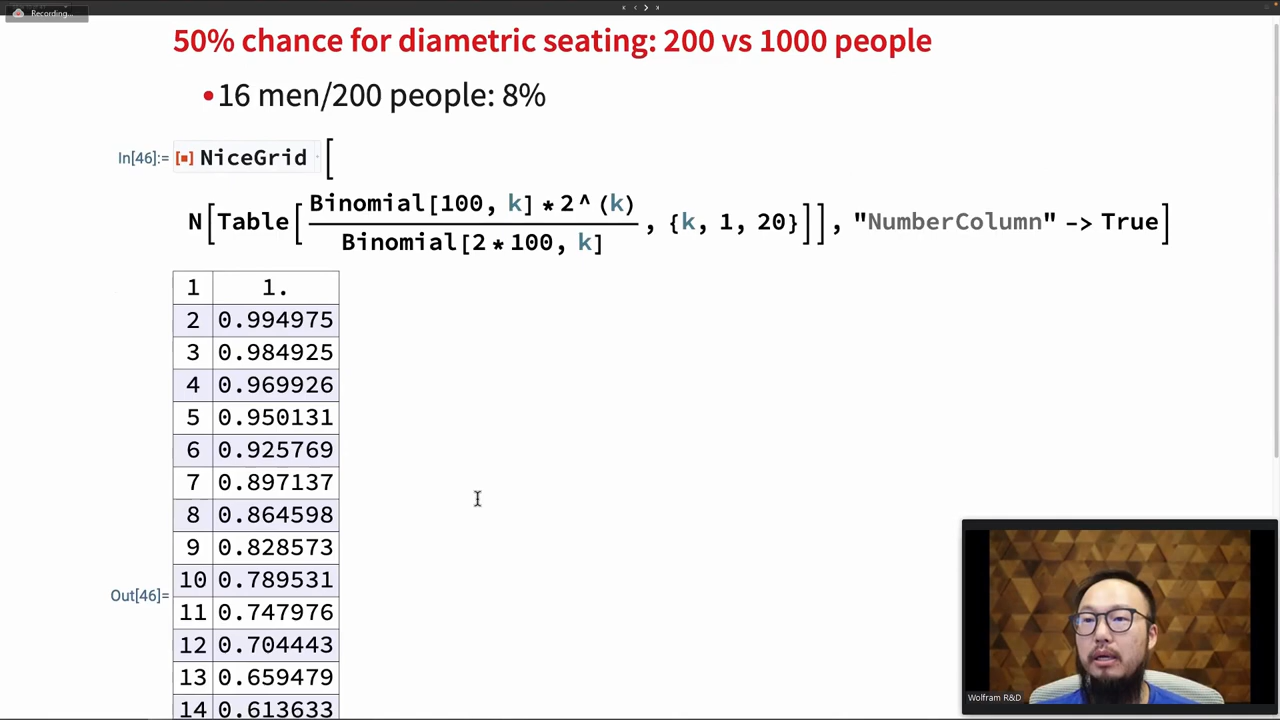 Recording...
50% chance for diametric seating: 200 vs 1000 people
•16 men/200 people: 8%
In[46]:= [▪] NiceGrid [
N[Table[Binomial[100, k]*2^(k)/Binomial[2*100, k], {k, 1, 20}]], "NumberColumn" -> True]
1 1.
2 0.994975
3 0.984925
4 0.969926
5 0.950131
6 0.925769
7 0.897137
8 0.864598
9 0.828573
10 0.789531
Out[46]=
11 0.747976
12 0.704443
13 0.659479
14 0.613633
Wolfram R&D